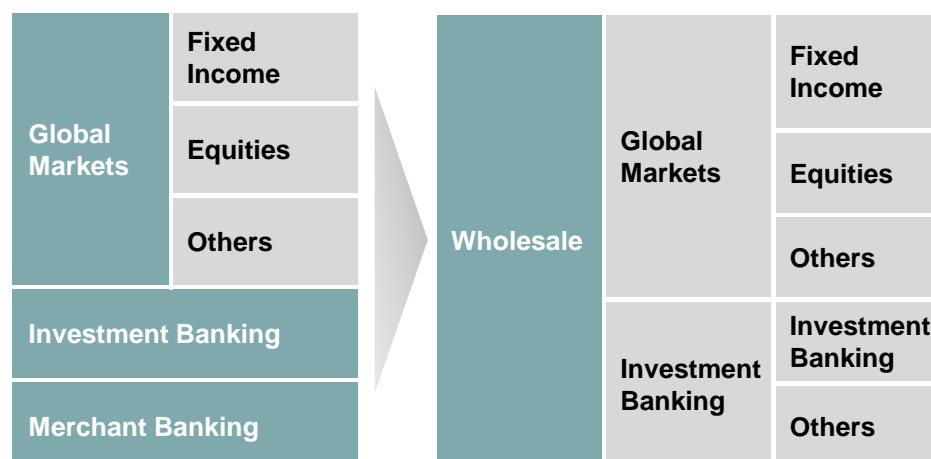 Global
Markets
Fixed
Income
Equities
Others
Investment Banking
Merchant Banking
Wholesale
Global
Markets
Fixed
Income
Equities
Others
Investment
Banking
Investment
Banking
Others